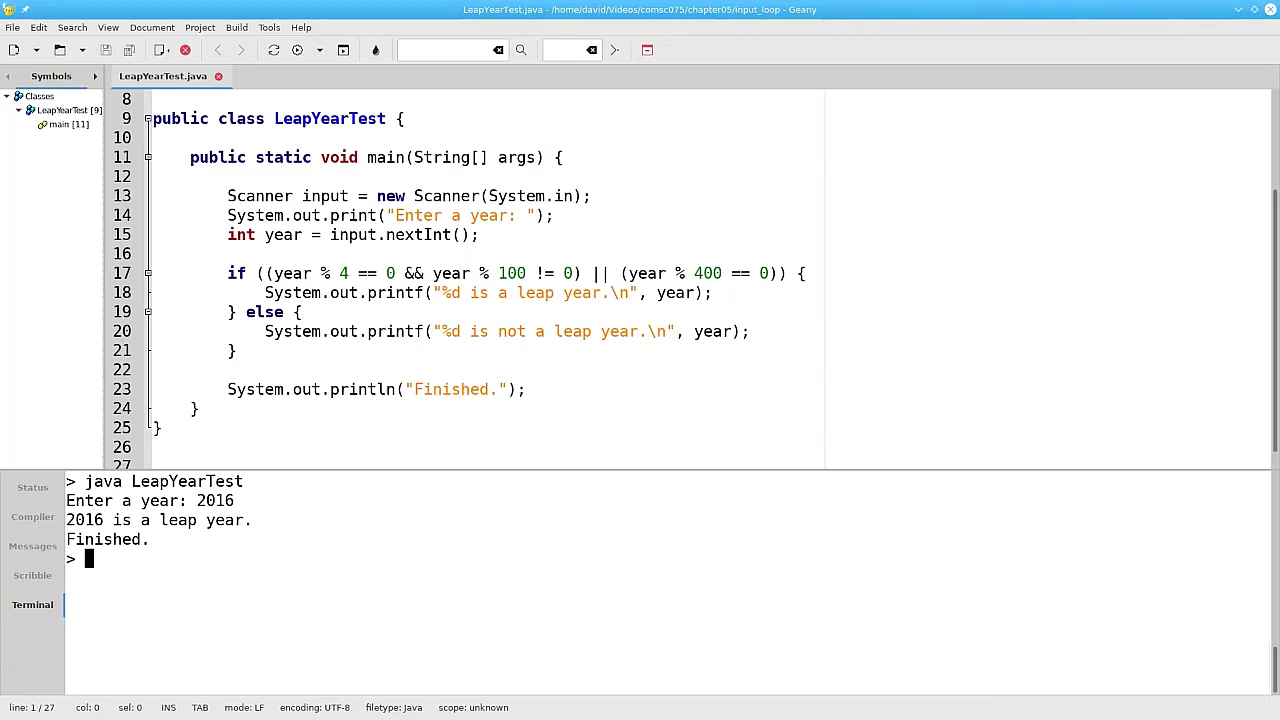 LeapYearTest.java - /home/david/Videos/comsc075/chapter05/input_loop - Geany
File Edit Search View Document Project Build Tools Help
Symbols LeapYearTest.java
Classes
LeapYearTest [9]
main [11]
8
9 public class LeapYearTest {
10
11 public static void main(String[] args) {
12
13 Scanner input = new Scanner(System.in);
14 System.out.print("Enter a year: ");
15 int year = input.nextInt();
16
17 if ((year % 4 == 0 && year % 100 != 0) || (year % 400 == 0)) {
18 System.out.printf("%d is a leap year.\n", year);
19 } else {
20 System.out.printf("%d is not a leap year.\n", year);
21 }
22
23 System.out.println("Finished.");
24 }
25 }
26
27
Status
Compiler
Messages
Scribble
Terminal
> java LeapYearTest
Enter a year: 2016
2016 is a leap year.
Finished.
>
line: 1 / 27 col: 0 sel: 0 INS TAB mode: LF encoding: UTF-8 filetype: Java scope: unknown